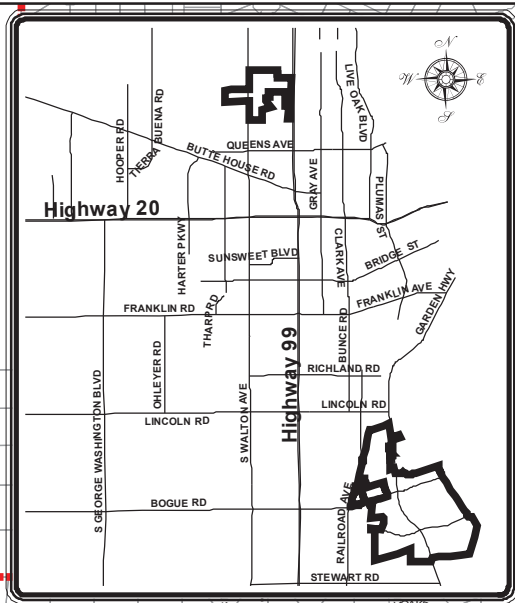 N
W E
S
LIVE OAK BLVD
HOOPER RD
TIERRA BUENA RD
QUEENS AVE
BUTTE HOUSE RD
GRAY AVE
PLUMAS ST
Highway 20
HARTER PKWY
SUNSWEET BLVD
CLARK AVE
BRIDGE ST
FRANKLIN AVE
GARDEN HWY
FRANKLIN RD
THARP RD
BUNCE RD
Highway 99
OHLEYER RD
RICHLAND RD
S GEORGE WASHINGTON BLVD
S WALTON AVE
LINCOLN RD
LINCOLN RD
BOGUE RD
RAILROAD AVE
STEWART RD